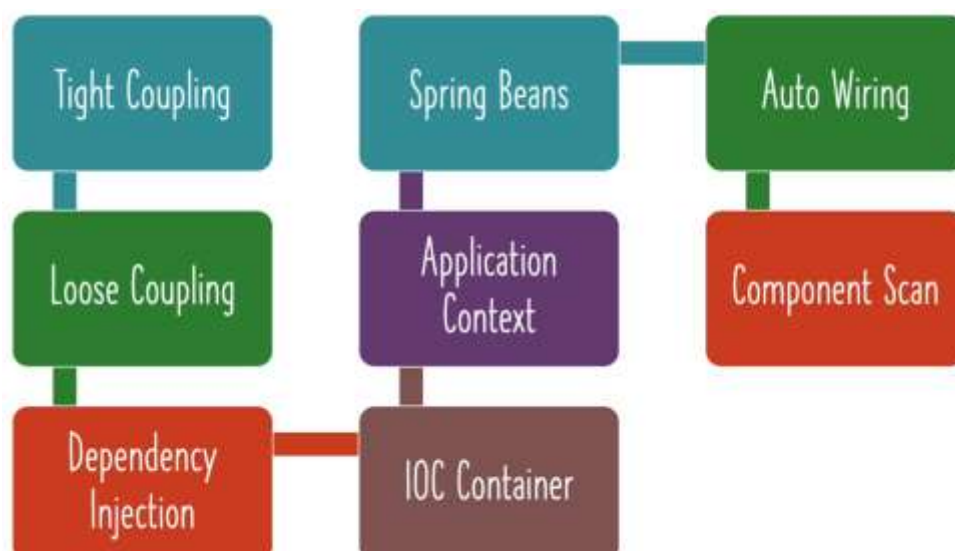 Tight Coupling
Loose Coupling
Dependency
Injection
IOC Container
Application
Context
Spring Beans
Auto Wiring
Component Scan